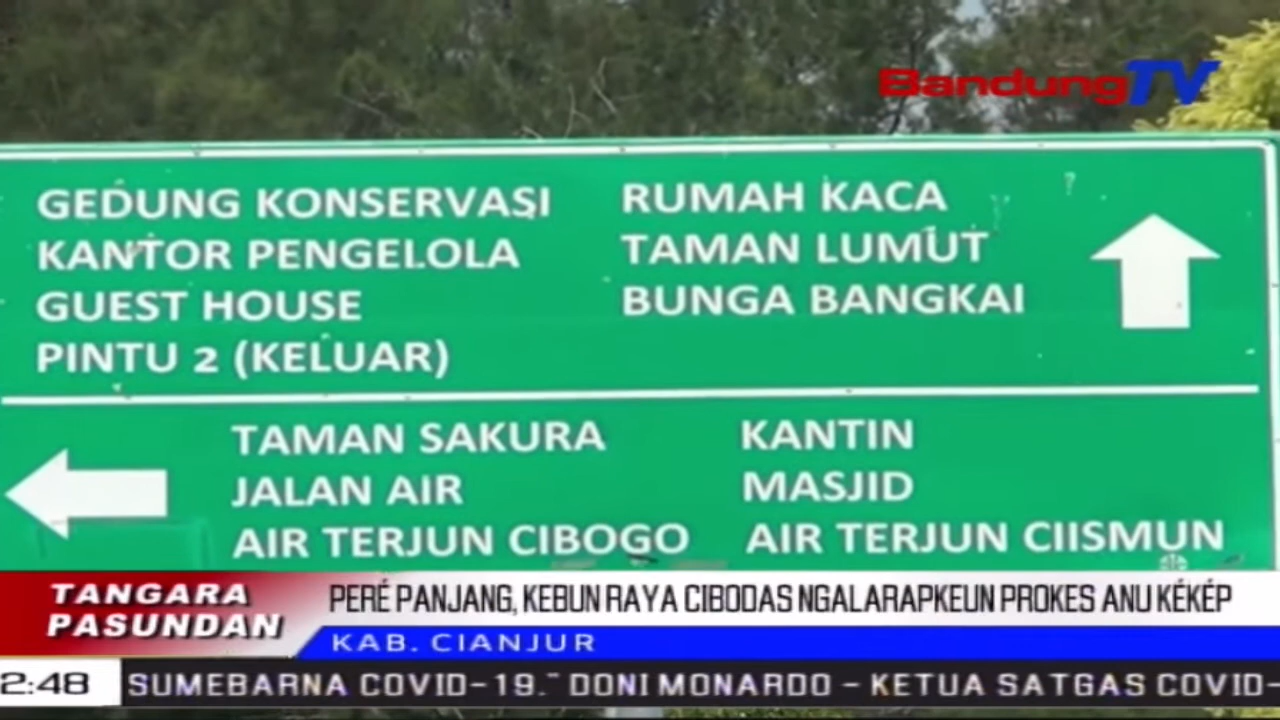 BandungTV
GEDUNG KONSERVASI
KANTOR PENGELOLA
GUEST HOUSE
PINTU 2 (KELUAR)
RUMAH KACA
TAMAN LUMUT
BUNGA BANGKAI
TAMAN SAKURA
JALAN AIR
AIR TERJUN CIBOGO
KANTIN
MASJID
AIR TERJUN CIISMUN
TANGARA
PASUNDAN
PERÉ PANJANG, KEBUN RAYA CIBODAS NGALARAPKEUN PROKES ANU KÉKÉP
KAB. CIANJUR
2:48
SUMEBARNA COVID-19." DONI MONARDO - KETUA SATGAS COVID-